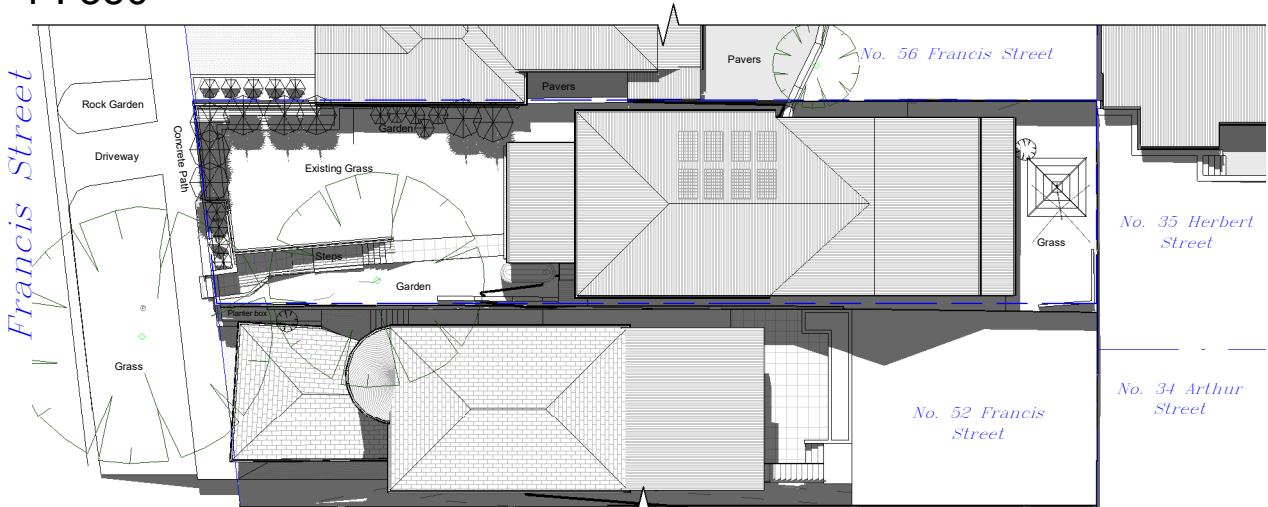 No. 56 Francis Street
Pavers
Pavers
Rock Garden
Garden
Driveway
Concrete Path
Existing Grass
Francis Street
No. 35 Herbert
Street
Grass
Steps
Garden
Planter box
Grass
No. 34 Arthur
Street
No. 52 Francis
Street